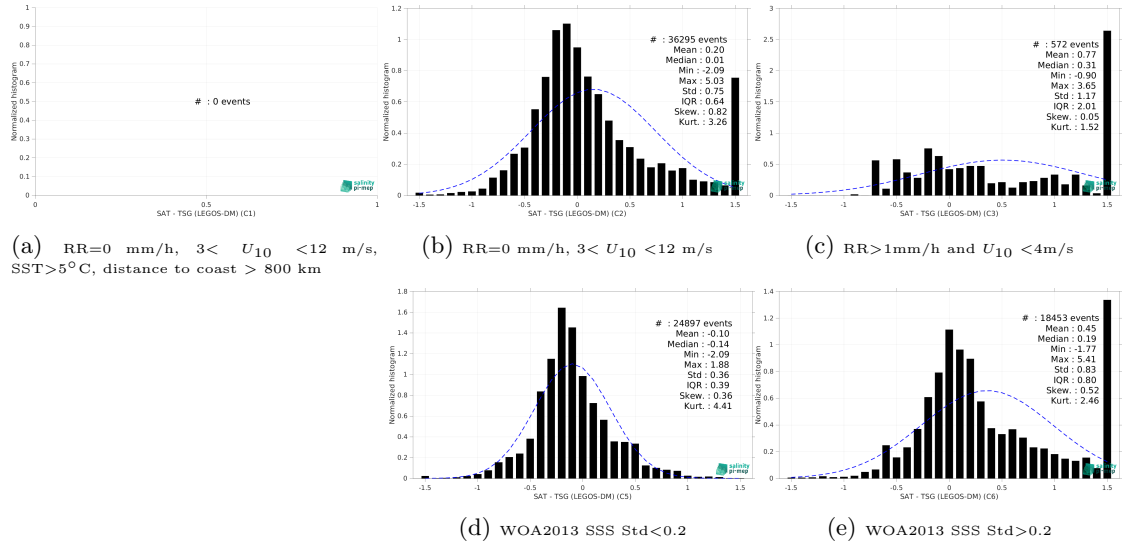 Normalized histogram
1
0.9
0.8
0.7
0.6
0.5
0.4
0.3
0.2
0.1
0
# : 0 events
salinity
pi-mep
0 0.5 1
SAT - TSG (LEGOS-DM) (C1)
(a) RR=0 mm/h, 3< U10 <12 m/s,
SST>5°C, distance to coast > 800 km
Normalized histogram
1.2
1
0.8
0.6
0.4
0.2
0
# : 36295 events
Mean : 0.20
Median : 0.01
Min : -2.09
Max : 5.03
Std : 0.75
IQR : 0.64
Skew. : 0.82
Kurt. : 3.26
salinity
pi-mep
-1.5 -1 -0.5 0 0.5 1 1.5
SAT - TSG (LEGOS-DM) (C2)
(b) RR=0 mm/h, 3< U10 <12 m/s
Normalized histogram
3
2.5
2
1.5
1
0.5
0
# : 572 events
Mean : 0.77
Median : 0.31
Min : -0.90
Max : 3.65
Std : 1.17
IQR : 2.01
Skew. : 0.05
Kurt. : 1.52
salinity
pi-mep
-1.5 -1 -0.5 0 0.5 1 1.5
SAT - TSG (LEGOS-DM) (C3)
(c) RR>1mm/h and U10 <4m/s
Normalized histogram
1.8
1.6
1.4
1.2
1
0.8
0.6
0.4
0.2
0
# : 24897 events
Mean : -0.10
Median : -0.14
Min : -2.09
Max : 1.88
Std : 0.36
IQR : 0.39
Skew. : 0.36
Kurt. : 4.41
salinity
pi-mep
-1.5 -1 -0.5 0 0.5 1 1.5
SAT - TSG (LEGOS-DM) (C5)
(d) WOA2013 SSS Std<0.2
Normalized histogram
1.4
1.2
1
0.8
0.6
0.4
0.2
0
# : 18453 events
Mean : 0.45
Median : 0.19
Min : -1.77
Max : 5.41
Std : 0.83
IQR : 0.80
Skew. : 0.52
Kurt. : 2.46
salinity
pi-mep
-1.5 -1 -0.5 0 0.5 1 1.5
SAT - TSG (LEGOS-DM) (C6)
(e) WOA2013 SSS Std>0.2